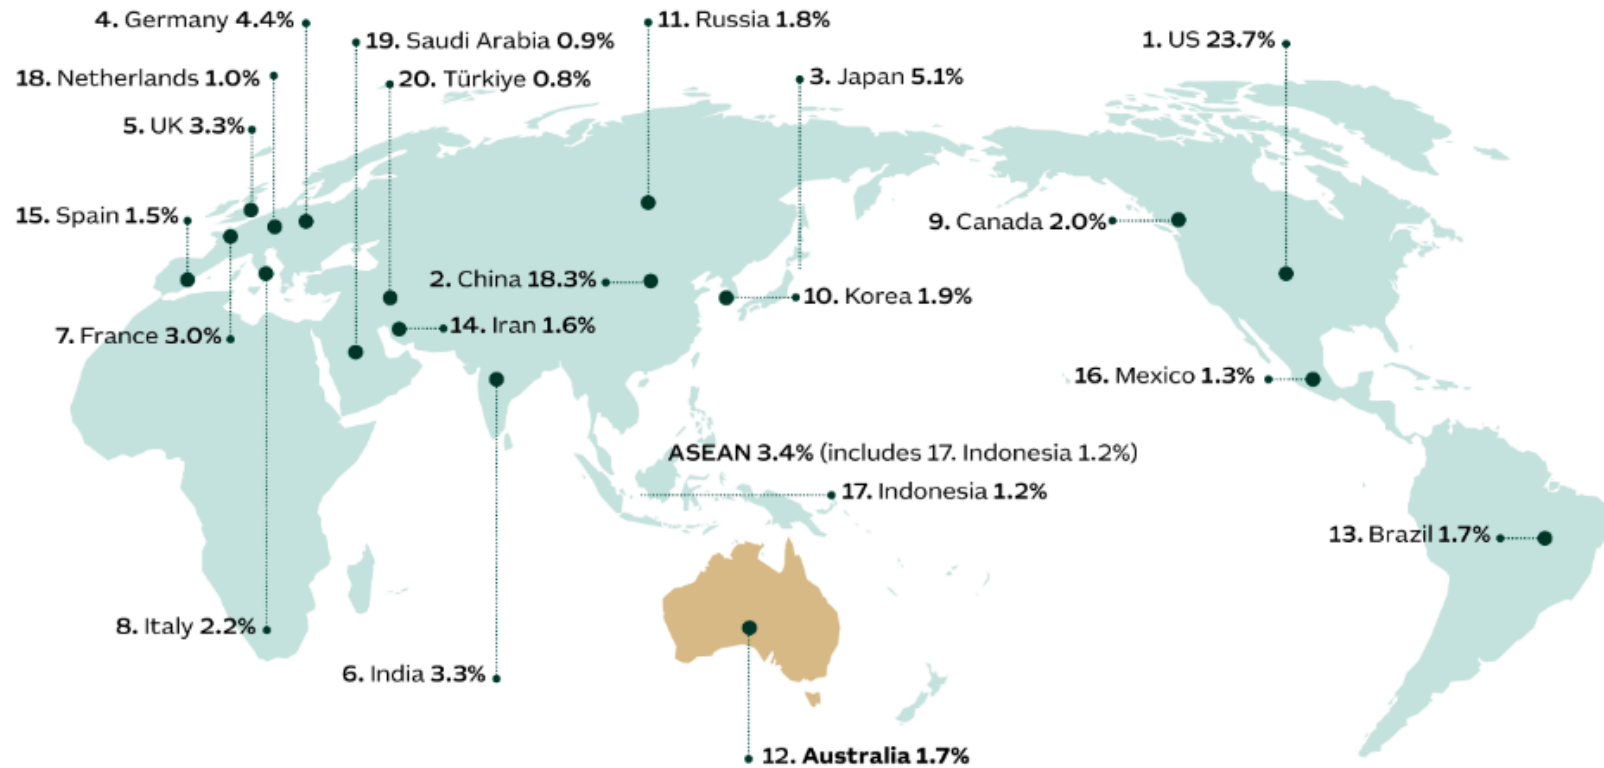 4. Germany 4.4%
11. Russia 1.8%
1. US 23.7%
19. Saudi Arabia 0.9%
18. Netherlands 1.0%
20. Türkiye 0.8%
3. Japan 5.1%
5. UK 3.3%
15. Spain 1.5%
9. Canada 2.0%
2. China 18.3%
10. Korea 1.9%
7. France 3.0%
14. Iran 1.6%
16. Mexico 1.3%
ASEAN 3.4% (includes 17. Indonesia 1.2%)
17. Indonesia 1.2%
13. Brazil 1.7%
8. Italy 2.2%
6. India 3.3%
12. Australia 1.7%